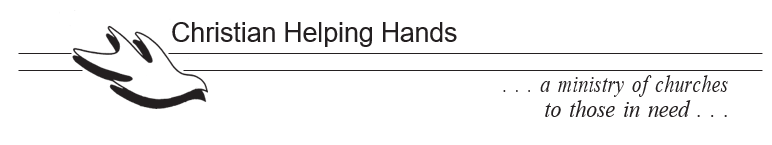 Christian Helping Hands
. . . a ministry of churches
to those in need . . .